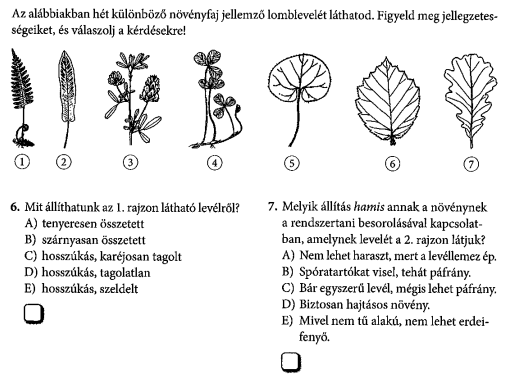 Az alábbiakban hét különböző növényfaj jellemző lomblevelét láthatod. Figyeld meg jellegzetes-
ségeiket, és válaszolj a kérdésekre!
1 2 3 4 5 6 7
6. Mit állíthatunk az 1. rajzon látható levélről?
A) tenyeresen összetett
B) szárnyasan összetett
C) hosszúkás, karéjosan tagolt
D) hosszúkás, tagolatlan
E) hosszúkás, szeldelt
7. Melyik állítás hamis annak a növénynek
a rendszertani besorolásával kapcsolat-
ban, amelynek levelét a 2. rajzon látjuk?
A) Nem lehet haraszt, mert a levéllemez ép.
B) Spóratartókat visel, tehát páfrány.
C) Bár egyszerű levél, mégis lehet páfrány.
D) Biztosan hajtásos növény.
E) Mivel nem tű alakú, nem lehet erdei-
fenyő.